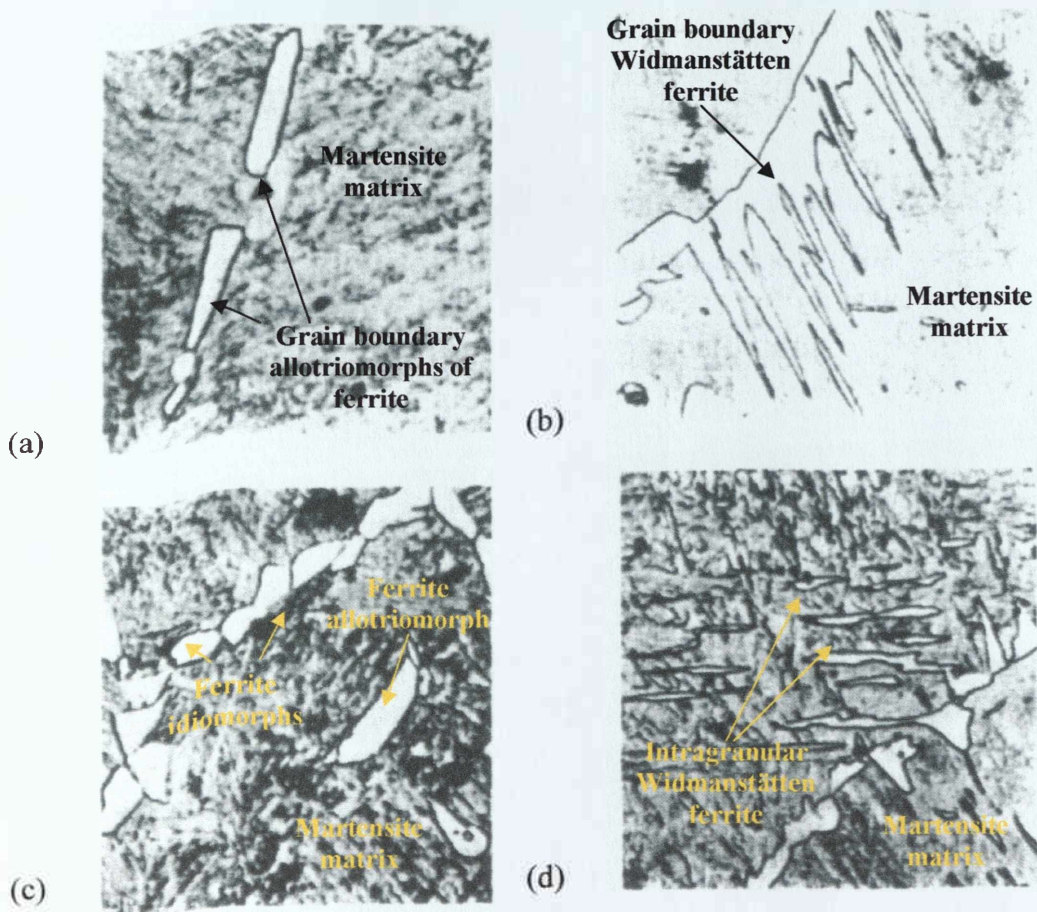 Martensite
matrix
Grain boundary
allotriomorphs of
ferrite
(a)
Grain boundary
Widmanstätten
ferrite
Martensite
matrix
(b)
Ferrite
allotriomorph
Ferrite
idiomorphs
Martensite
matrix
(c)
Intragranular
Widmanstätten
ferrite
Martensite
matrix
(d)